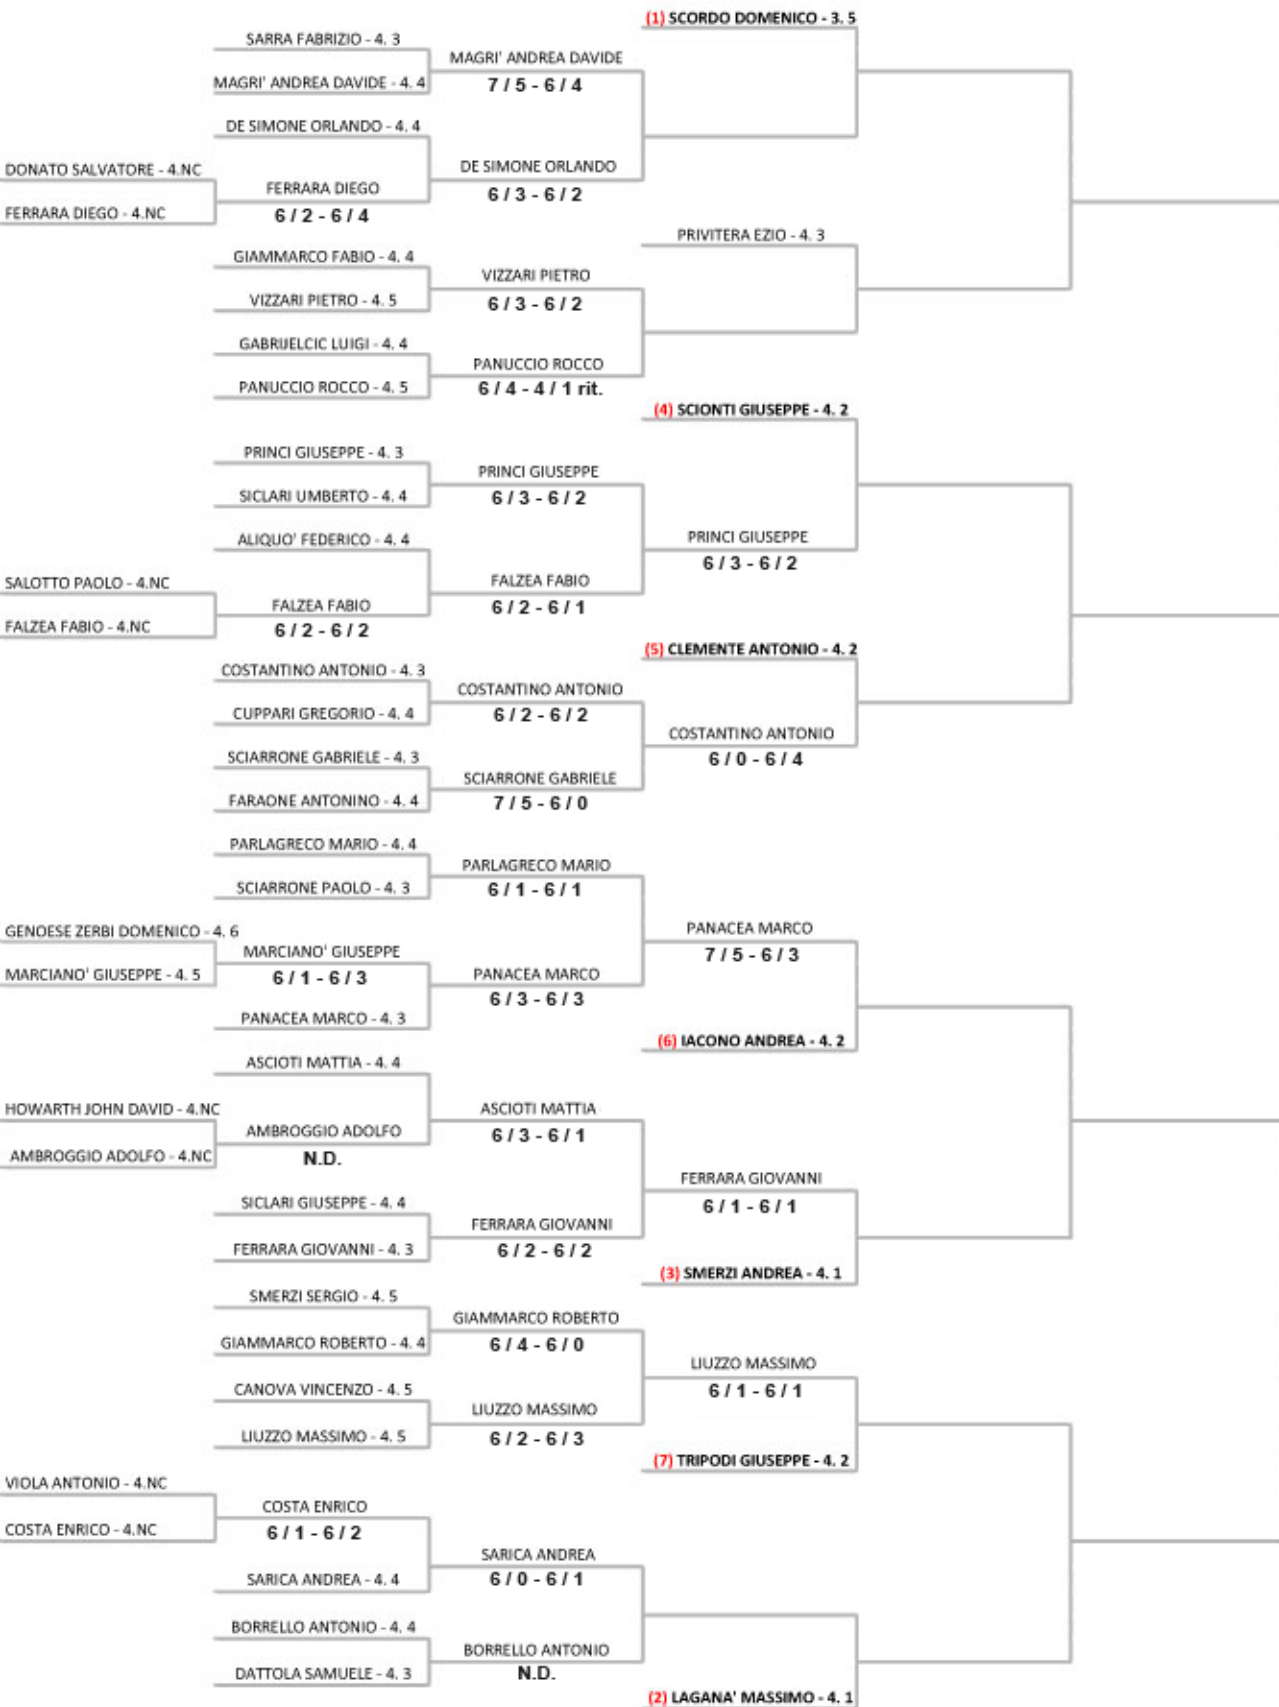 (1) SCORDO DOMENICO - 3. 5
SARRA FABRIZIO - 4. 3
MAGRI' ANDREA DAVIDE
MAGRI' ANDREA DAVIDE - 4. 4
7 / 5 - 6 / 4
DE SIMONE ORLANDO - 4. 4
DONATO SALVATORE - 4.NC
DE SIMONE ORLANDO
FERRARA DIEGO
6 / 3 - 6 / 2
FERRARA DIEGO - 4.NC
6 / 2 - 6 / 4
PRIVITERA EZIO - 4. 3
GIAMMARCO FABIO - 4. 4
VIZZARI PIETRO
VIZZARI PIETRO - 4. 5
6 / 3 - 6 / 2
GABRIJELCIC LUIGI - 4. 4
PANUCCIO ROCCO
PANUCCIO ROCCO - 4. 5
6 / 4 - 4 / 1 rit.
(4) SCIONTI GIUSEPPE - 4. 2
PRINCI GIUSEPPE - 4. 3
PRINCI GIUSEPPE
SICLARI UMBERTO - 4. 4
6 / 3 - 6 / 2
ALIQUO' FEDERICO - 4. 4
PRINCI GIUSEPPE
6 / 3 - 6 / 2
SALOTTO PAOLO - 4.NC
FALZEA FABIO
FALZEA FABIO
6 / 2 - 6 / 1
FALZEA FABIO - 4.NC
6 / 2 - 6 / 2
(5) CLEMENTE ANTONIO - 4. 2
COSTANTINO ANTONIO - 4. 3
COSTANTINO ANTONIO
CUPPARI GREGORIO - 4. 4
6 / 2 - 6 / 2
COSTANTINO ANTONIO
6 / 0 - 6 / 4
SCIARRONE GABRIELE - 4. 3
SCIARRONE GABRIELE
FARAONE ANTONINO - 4. 4
7 / 5 - 6 / 0
PARLAGRECO MARIO - 4. 4
PARLAGRECO MARIO
SCIARRONE PAOLO - 4. 3
6 / 1 - 6 / 1
GENOESE ZERBI DOMENICO - 4. 6
PANACEA MARCO
7 / 5 - 6 / 3
MARCIANO' GIUSEPPE
MARCIANO' GIUSEPPE - 4. 5
6 / 1 - 6 / 3
PANACEA MARCO
6 / 3 - 6 / 3
PANACEA MARCO - 4. 3
(6) IACONO ANDREA - 4. 2
ASCIOTI MATTIA - 4. 4
HOWARTH JOHN DAVID - 4.NC
ASCIOTI MATTIA
6 / 3 - 6 / 1
AMBROGGIO ADOLFO
AMBROGGIO ADOLFO - 4.NC
N.D.
FERRARA GIOVANNI
6 / 1 - 6 / 1
SICLARI GIUSEPPE - 4. 4
FERRARA GIOVANNI
FERRARA GIOVANNI - 4. 3
6 / 2 - 6 / 2
(3) SMERZI ANDREA - 4. 1
SMERZI SERGIO - 4. 5
GIAMMARCO ROBERTO
GIAMMARCO ROBERTO - 4. 4
6 / 4 - 6 / 0
LIUZZO MASSIMO
6 / 1 - 6 / 1
CANOVA VINCENZO - 4. 5
LIUZZO MASSIMO
LIUZZO MASSIMO - 4. 5
6 / 2 - 6 / 3
(7) TRIPODI GIUSEPPE - 4. 2
VIOLA ANTONIO - 4.NC
COSTA ENRICO
COSTA ENRICO - 4.NC
6 / 1 - 6 / 2
SARICA ANDREA
SARICA ANDREA - 4. 4
6 / 0 - 6 / 1
BORRELLO ANTONIO - 4. 4
BORRELLO ANTONIO
DATTOLA SAMUELE - 4. 3
N.D.
(2) LAGANA' MASSIMO - 4. 1